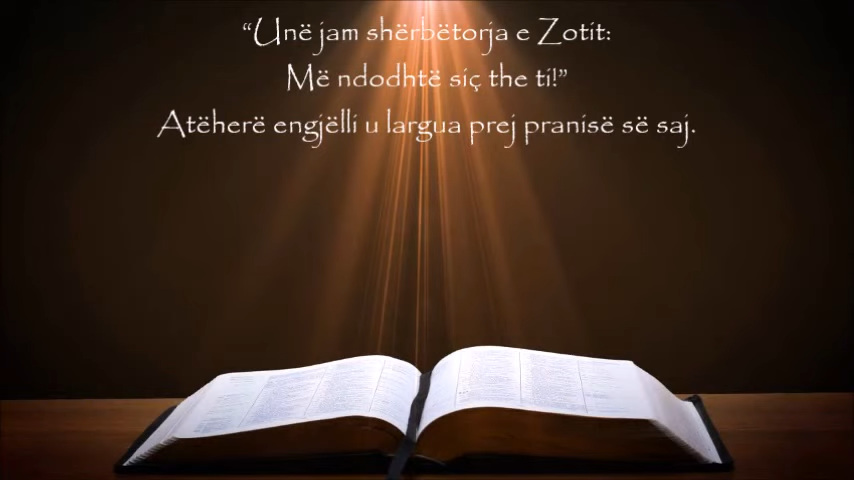 “Unë jam shërbëtorja e Zotit:
Më ndodhtë siç the ti!”
Atëherë engjëlli u largua prej pranisë së saj.